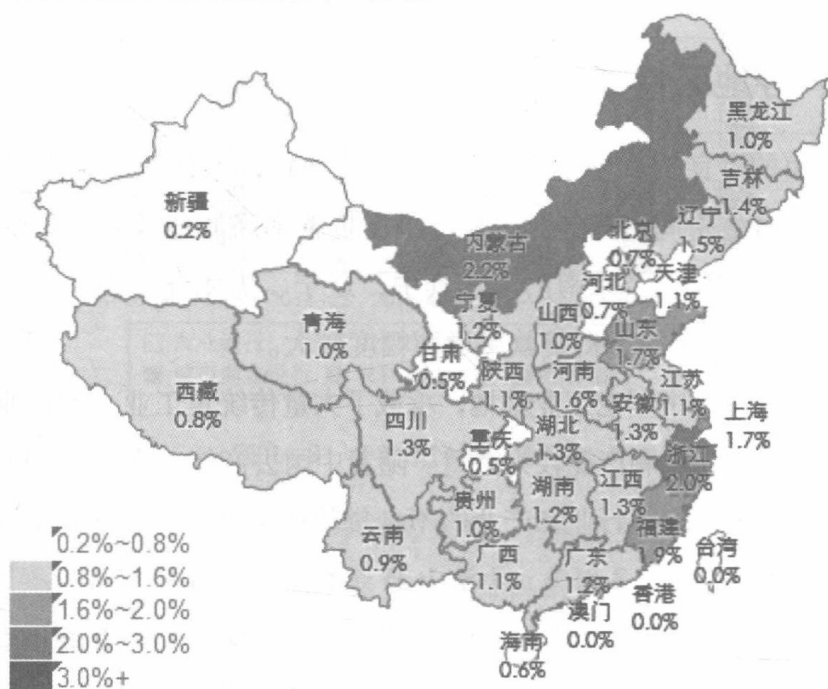 黑龙江
1.0%
吉林
1.4%
辽宁
1.5%
新疆
0.2%
内蒙古
2.2%
北京
0.7%
天津
1.1%
河北
0.7%
宁夏
1.2%
山西
1.0%
山东
1.7%
青海
1.0%
甘肃
0.5%
陕西
1.1%
河南
1.6%
江苏
1.1%
西藏
0.8%
四川
1.3%
重庆
0.5%
湖北
1.3%
安徽
1.3%
上海
1.7%
浙江
2.0%
贵州
1.0%
湖南
1.2%
江西
1.3%
福建
1.9%
台湾
0.0%
云南
0.9%
广西
1.1%
广东
1.2%
香港
0.0%
澳门
0.0%
海南
0.6%
0.2%~0.8%
0.8%~1.6%
1.6%~2.0%
2.0%~3.0%
3.0%+